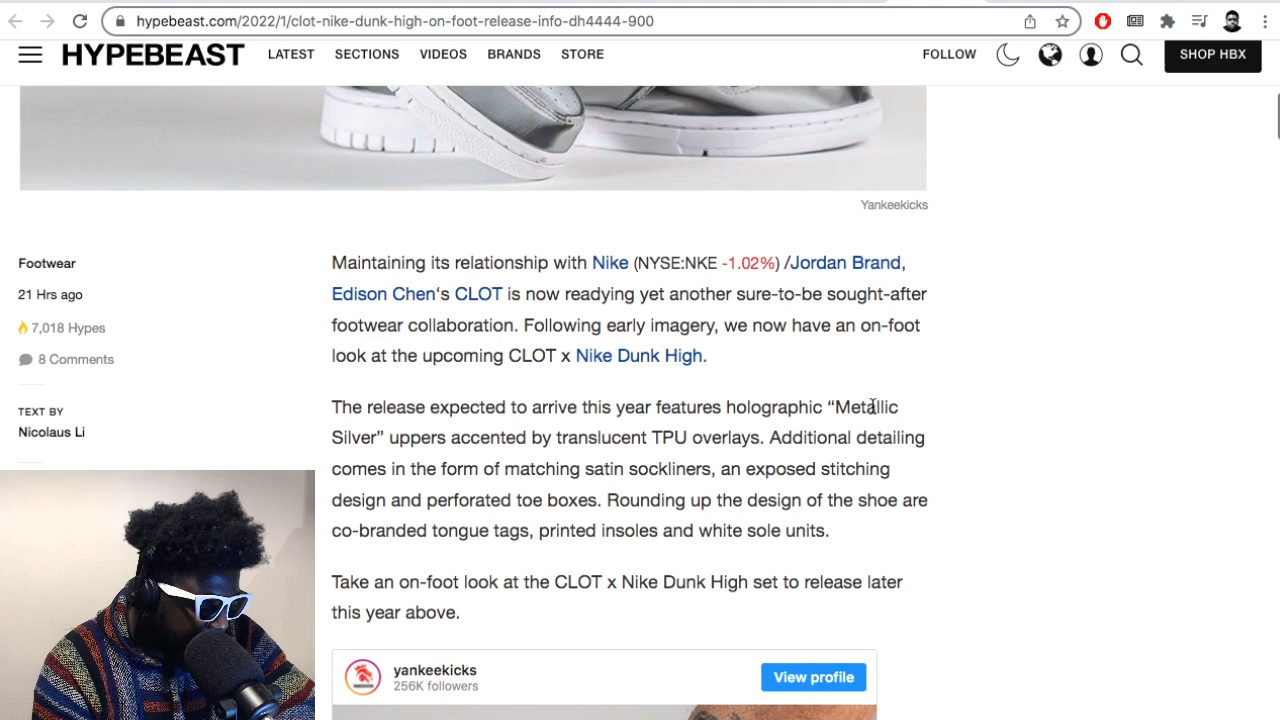 hypebeast.com/2022/1/clot-nike-dunk-high-on-foot-release-info-dh4444-900
HYPEBEAST LATEST SECTIONS VIDEOS BRANDS STORE FOLLOW SHOP HBX
Yankeekicks
Footwear
21 Hrs ago
7,018 Hypes
8 Comments
TEXT BY
Nicolaus Li
Maintaining its relationship with Nike (NYSE:NKE -1.02%) /Jordan Brand,
Edison Chen‘s CLOT is now readying yet another sure-to-be sought-after
footwear collaboration. Following early imagery, we now have an on-foot
look at the upcoming CLOT x Nike Dunk High.
The release expected to arrive this year features holographic “Metallic
Silver” uppers accented by translucent TPU overlays. Additional detailing
comes in the form of matching satin sockliners, an exposed stitching
design and perforated toe boxes. Rounding up the design of the shoe are
co-branded tongue tags, printed insoles and white sole units.
Take an on-foot look at the CLOT x Nike Dunk High set to release later
this year above.
yankeekicks
256K followers
View profile